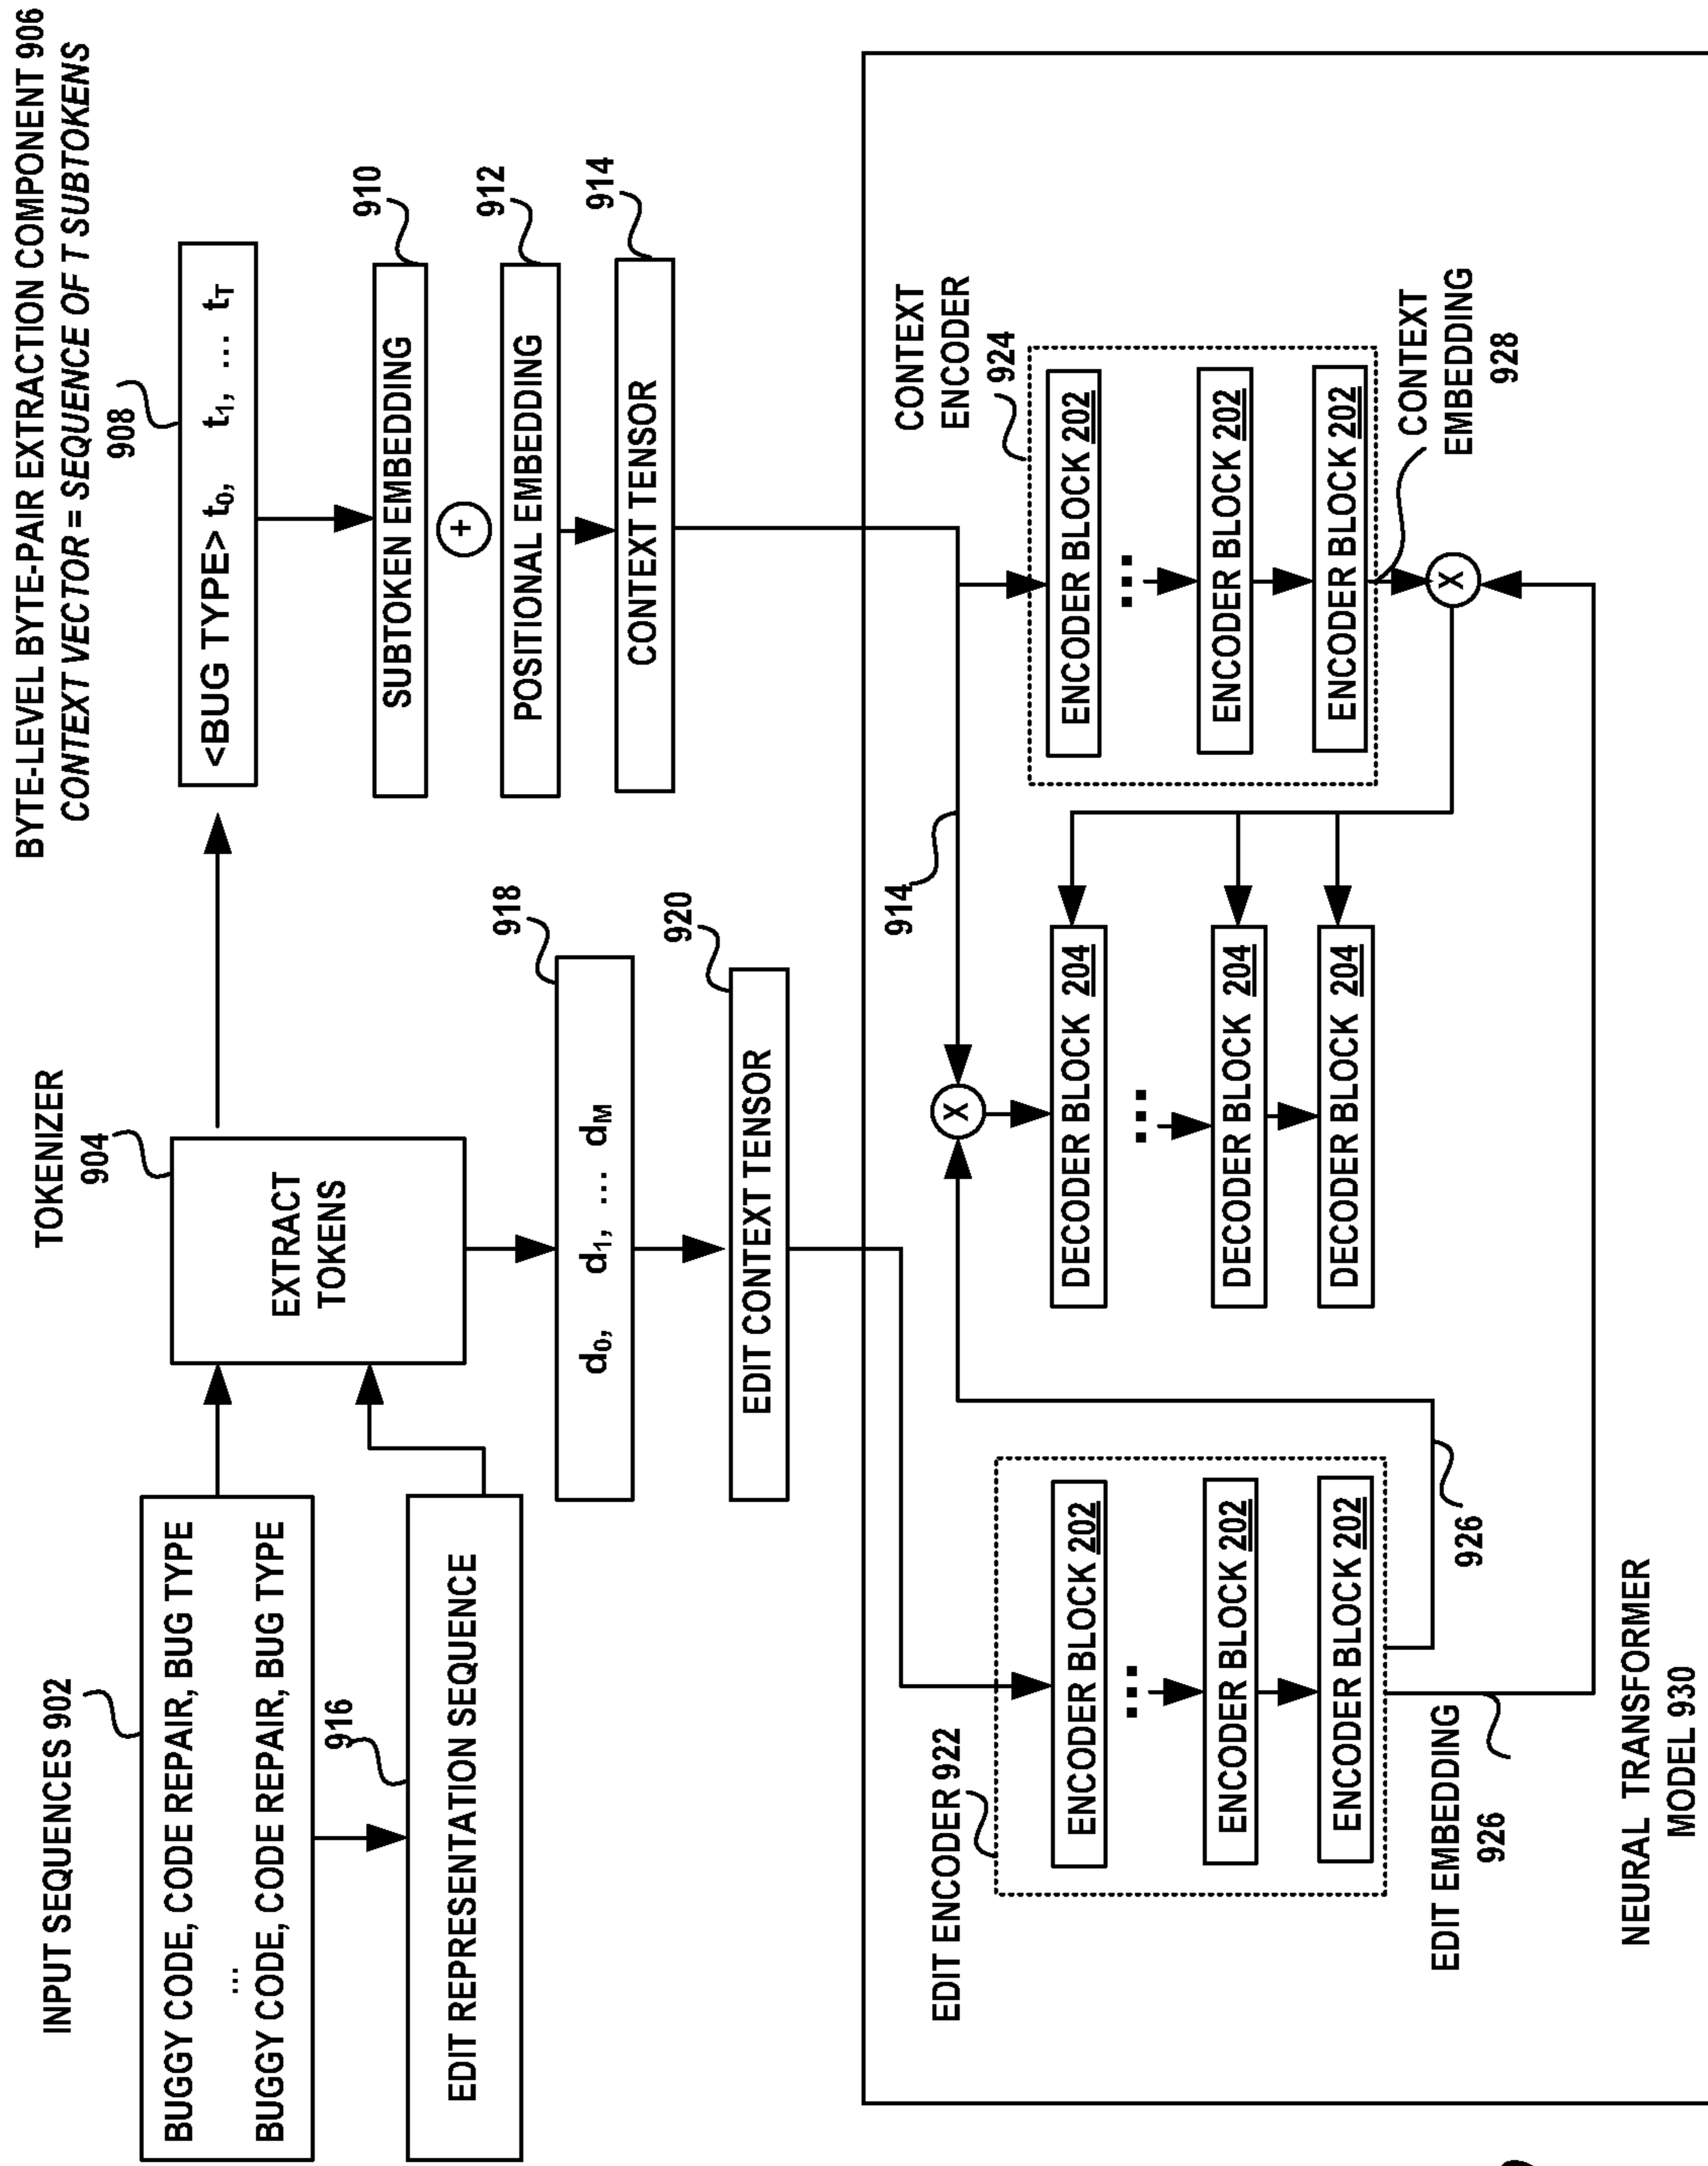 INPUT SEQUENCES 902
BUGGY CODE, CODE REPAIR, BUG TYPE
...
BUGGY CODE, CODE REPAIR, BUG TYPE
916
EDIT REPRESENTATION SEQUENCE
TOKENIZER
904
EXTRACT
TOKENS
BYTE-LEVEL BYTE-PAIR EXTRACTION COMPONENT 906
CONTEXT VECTOR = SEQUENCE OF T SUBTOKENS
908
<BUG TYPE> t0, t1, ... tT
910
SUBTOKEN EMBEDDING
+
912
POSITIONAL EMBEDDING
914
CONTEXT TENSOR
918
d0, d1, ... dM
920
EDIT CONTEXT TENSOR
EDIT ENCODER 922
ENCODER BLOCK 202
...
ENCODER BLOCK 202
ENCODER BLOCK 202
EDIT EMBEDDING
926
926
914
X
DECODER BLOCK 204
...
DECODER BLOCK 204
DECODER BLOCK 204
CONTEXT
ENCODER
924
ENCODER BLOCK 202
...
ENCODER BLOCK 202
ENCODER BLOCK 202
CONTEXT
EMBEDDING
928
X
NEURAL TRANSFORMER
MODEL 930